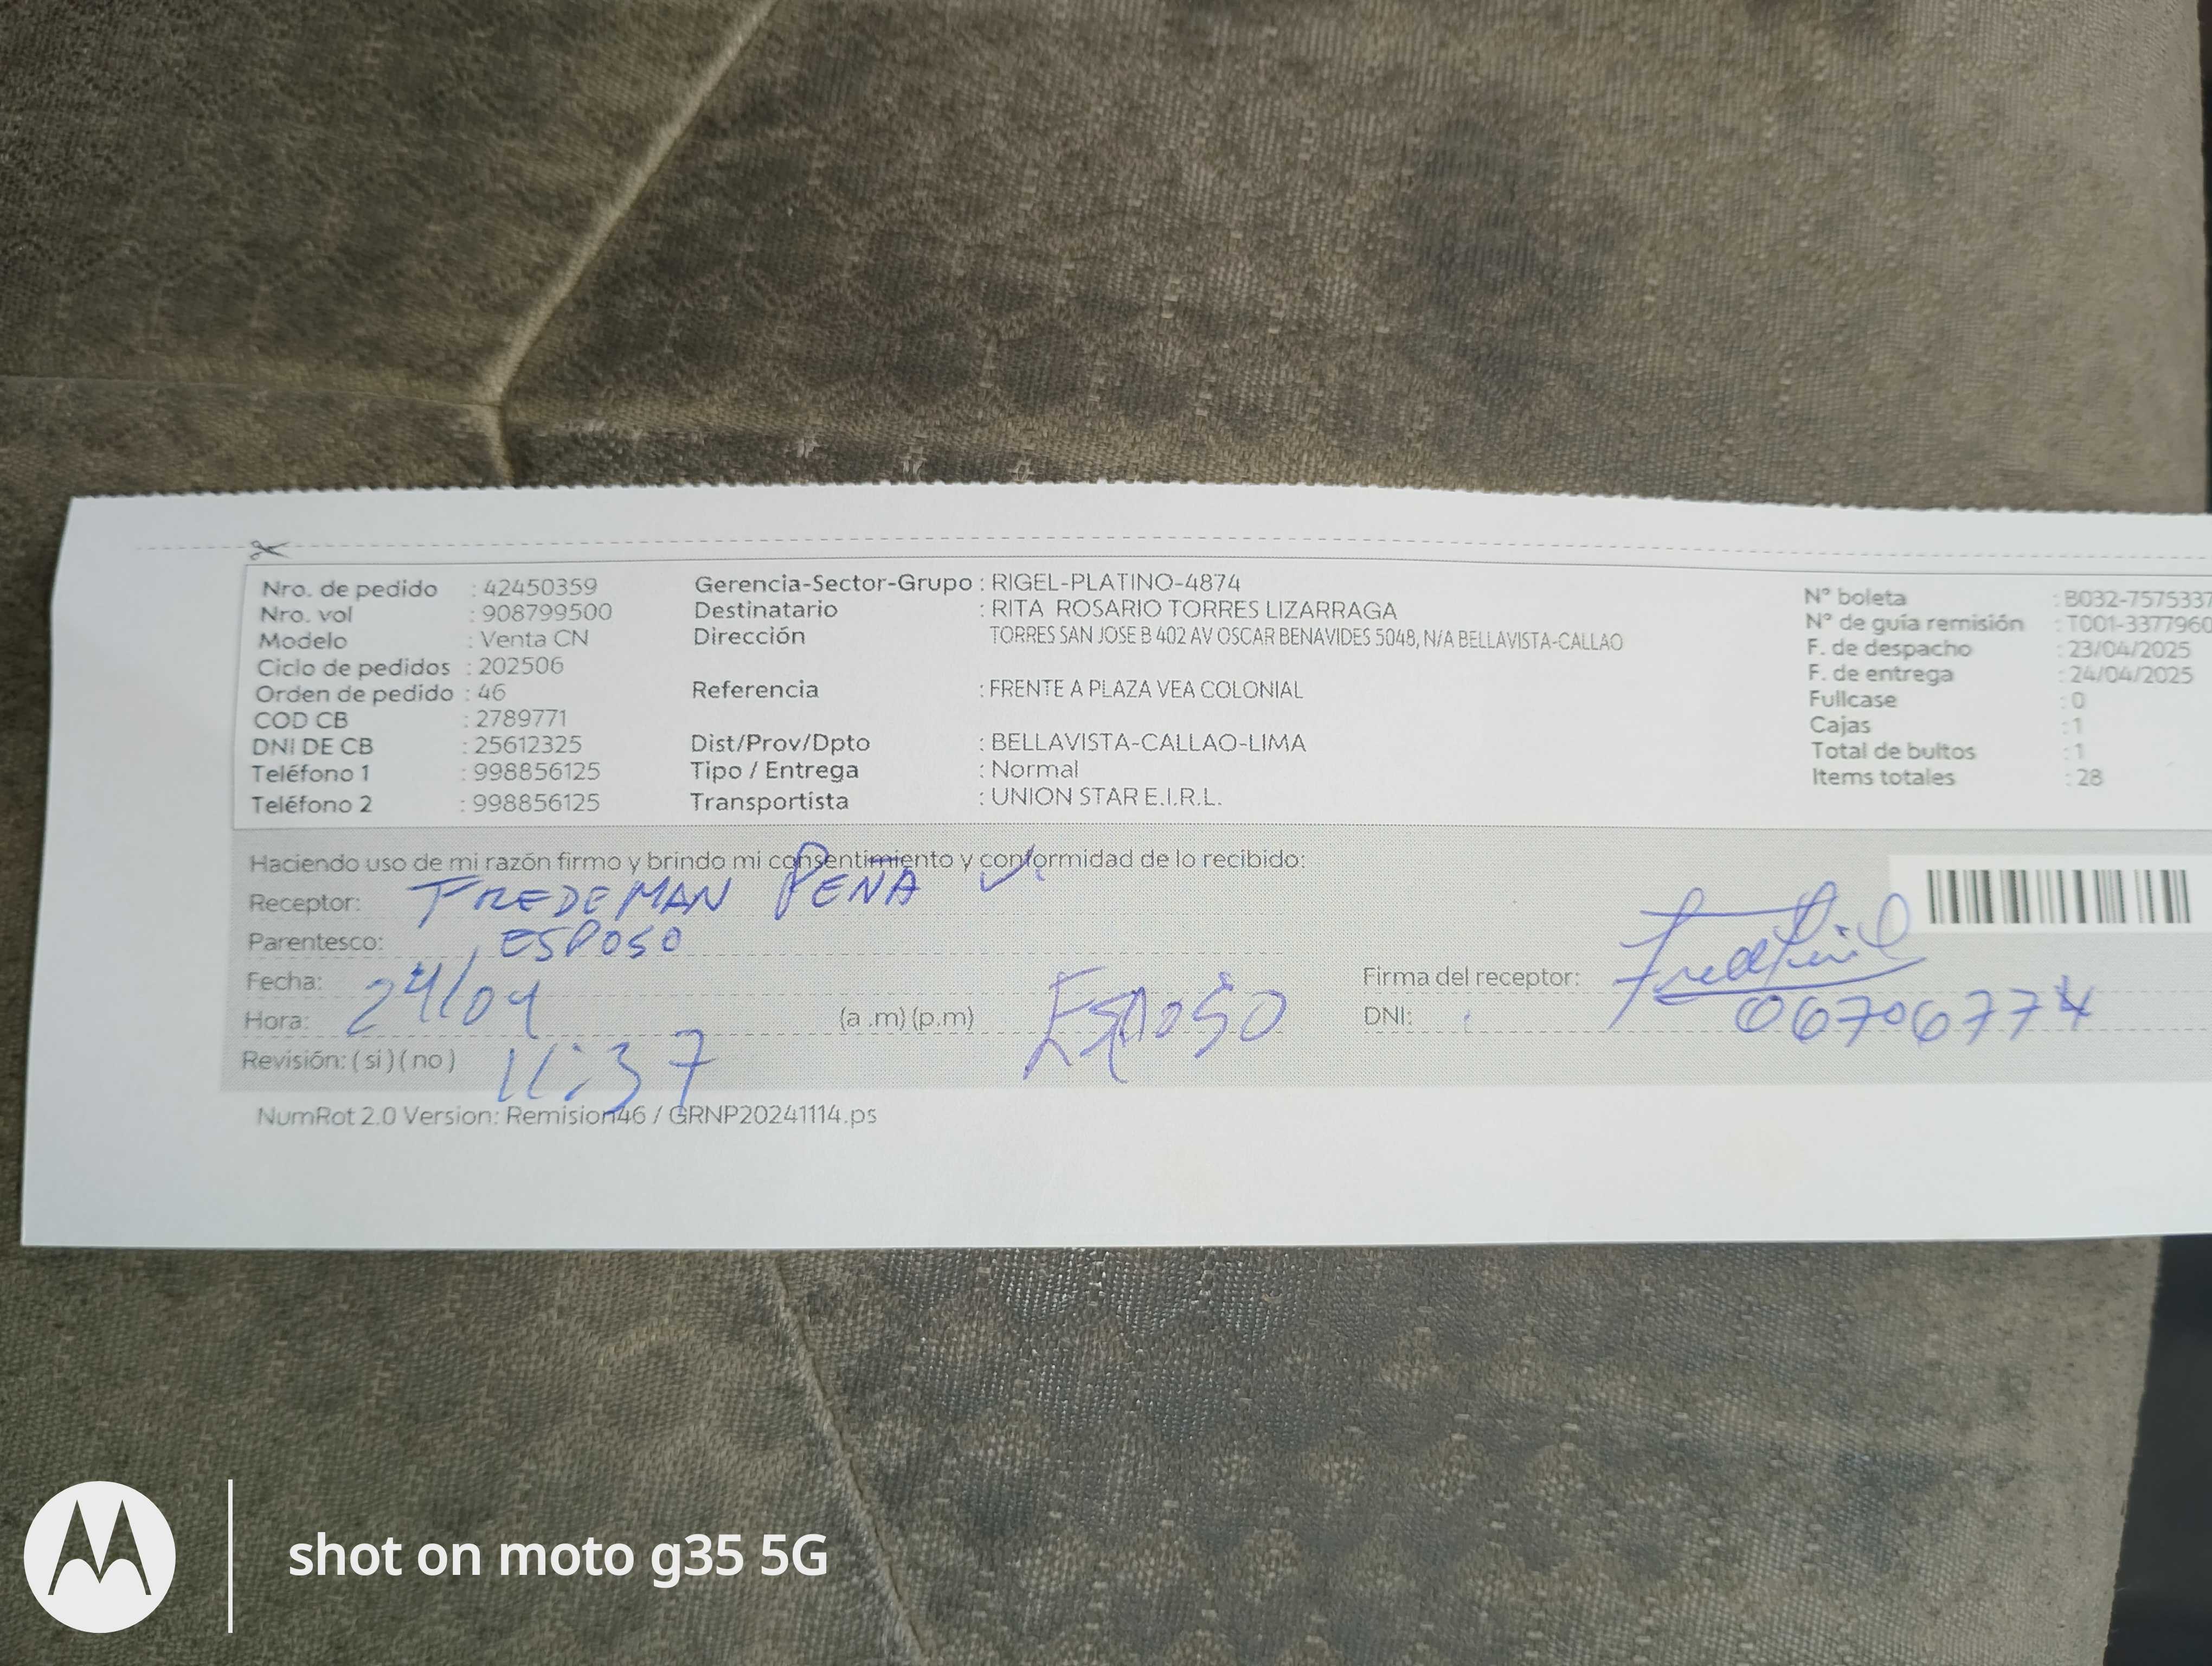 Nro. de pedido : 42450359
Nro. vol : 908799500
Modelo : Venta CN
Ciclo de pedidos : 202506
Orden de pedido : 46
COD CB : 2789771
DNI DE CB : 25612325
Teléfono 1 : 998856125
Teléfono 2 : 998856125
Gerencia-Sector-Grupo : RIGEL-PLATINO-4874
Destinatario : RITA ROSARIO TORRES LIZARRAGA
Dirección TORRES SAN JOSE B 402 AV OSCAR BENAVIDES 5048, N/A BELLAVISTA-CALLAO
Referencia : FRENTE A PLAZA VEA COLONIAL
Dist/Prov/Dpto : BELLAVISTA-CALLAO-LIMA
Tipo / Entrega : Normal
Transportista : UNION STAR E.I.R.L.
N° boleta : B032-7575337
N° de guía remisión : T001-3377960
F. de despacho : 23/04/2025
F. de entrega : 24/04/2025
Fullcase : 0
Cajas : 1
Total de bultos : 1
Items totales : 28
Haciendo uso de mi razón firmo y brindo mi consentimiento y conformidad de lo recibido:
Receptor: FREDEMAN PEÑA V.
Parentesco: ESPOSO
Fecha: 24/04
Hora: 11:37 (a .m) (p.m)
Revisión: ( si ) ( no )
Esposo
Firma del receptor:
DNI: 06706774
NumRot 2.0 Version: Remision46 / GRNP20241114.ps
shot on moto g35 5G